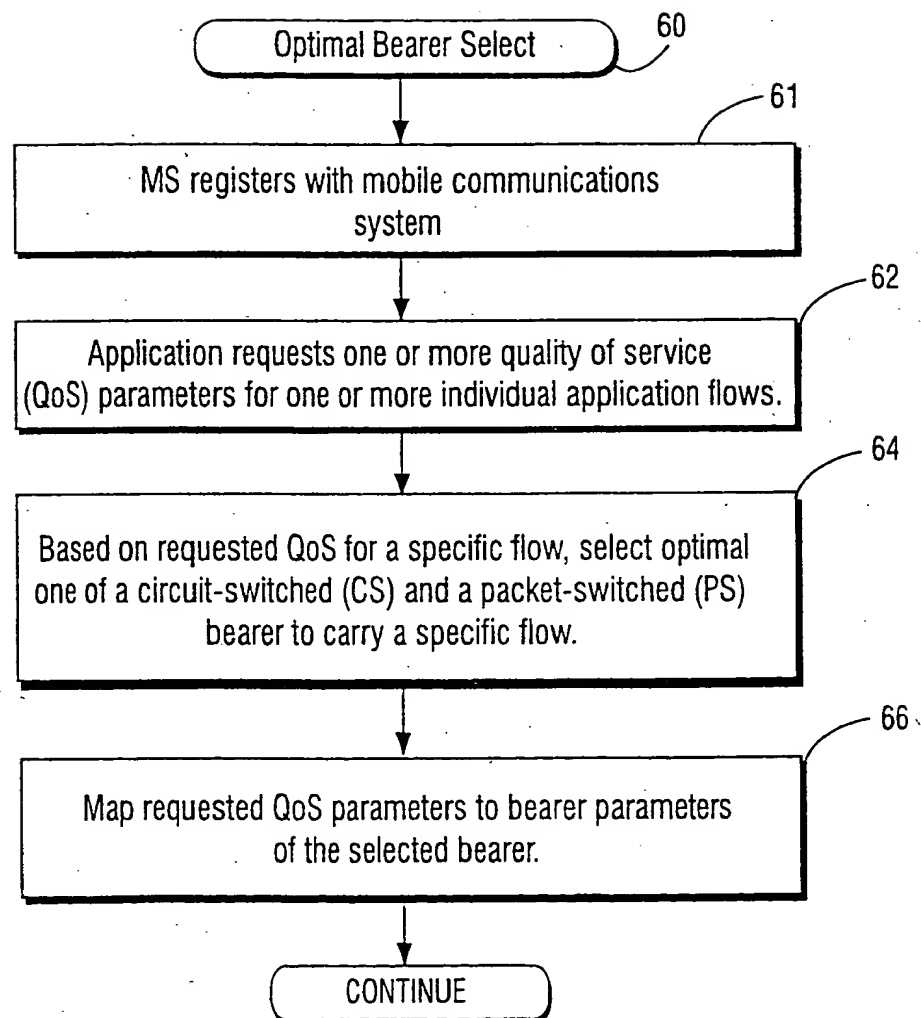 Optimal Bearer Select
60
61
MS registers with mobile communications
system
62
Application requests one or more quality of service
(QoS) parameters for one or more individual application flows.
64
Based on requested QoS for a specific flow, select optimal
one of a circuit-switched (CS) and a packet-switched (PS)
bearer to carry a specific flow.
66
Map requested QoS parameters to bearer parameters
of the selected bearer.
CONTINUE